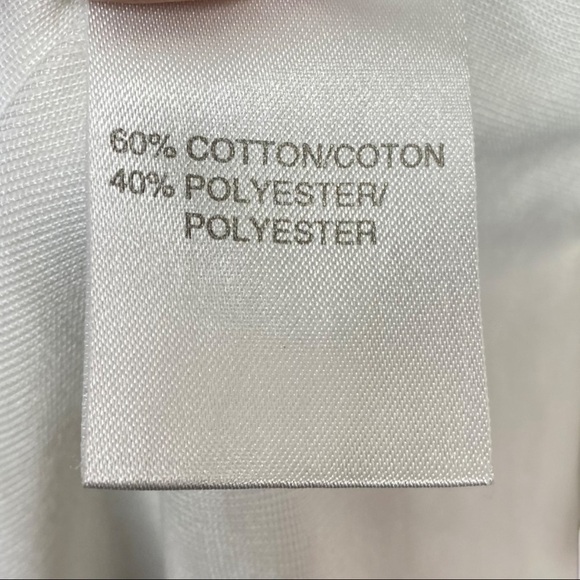 60% COTTON/COTON
40% POLYESTER/
POLYESTER